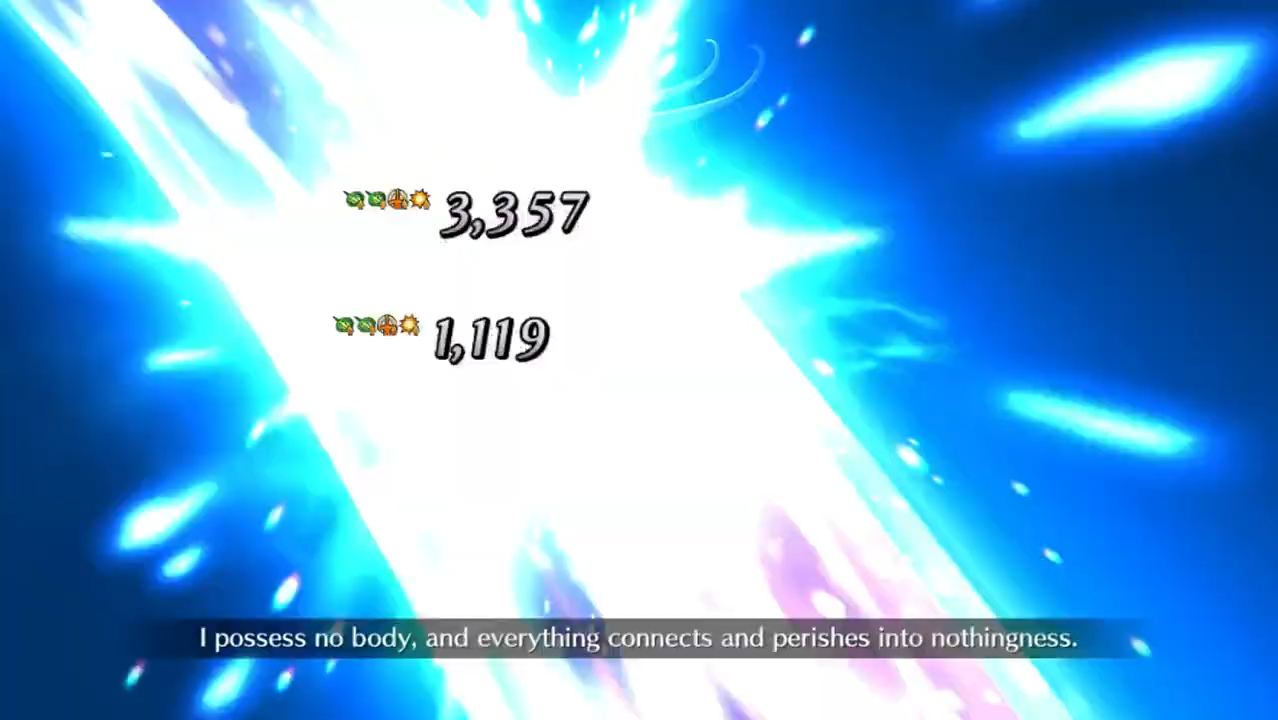 3,357
1,119
I possess no body, and everything connects and perishes into nothingness.